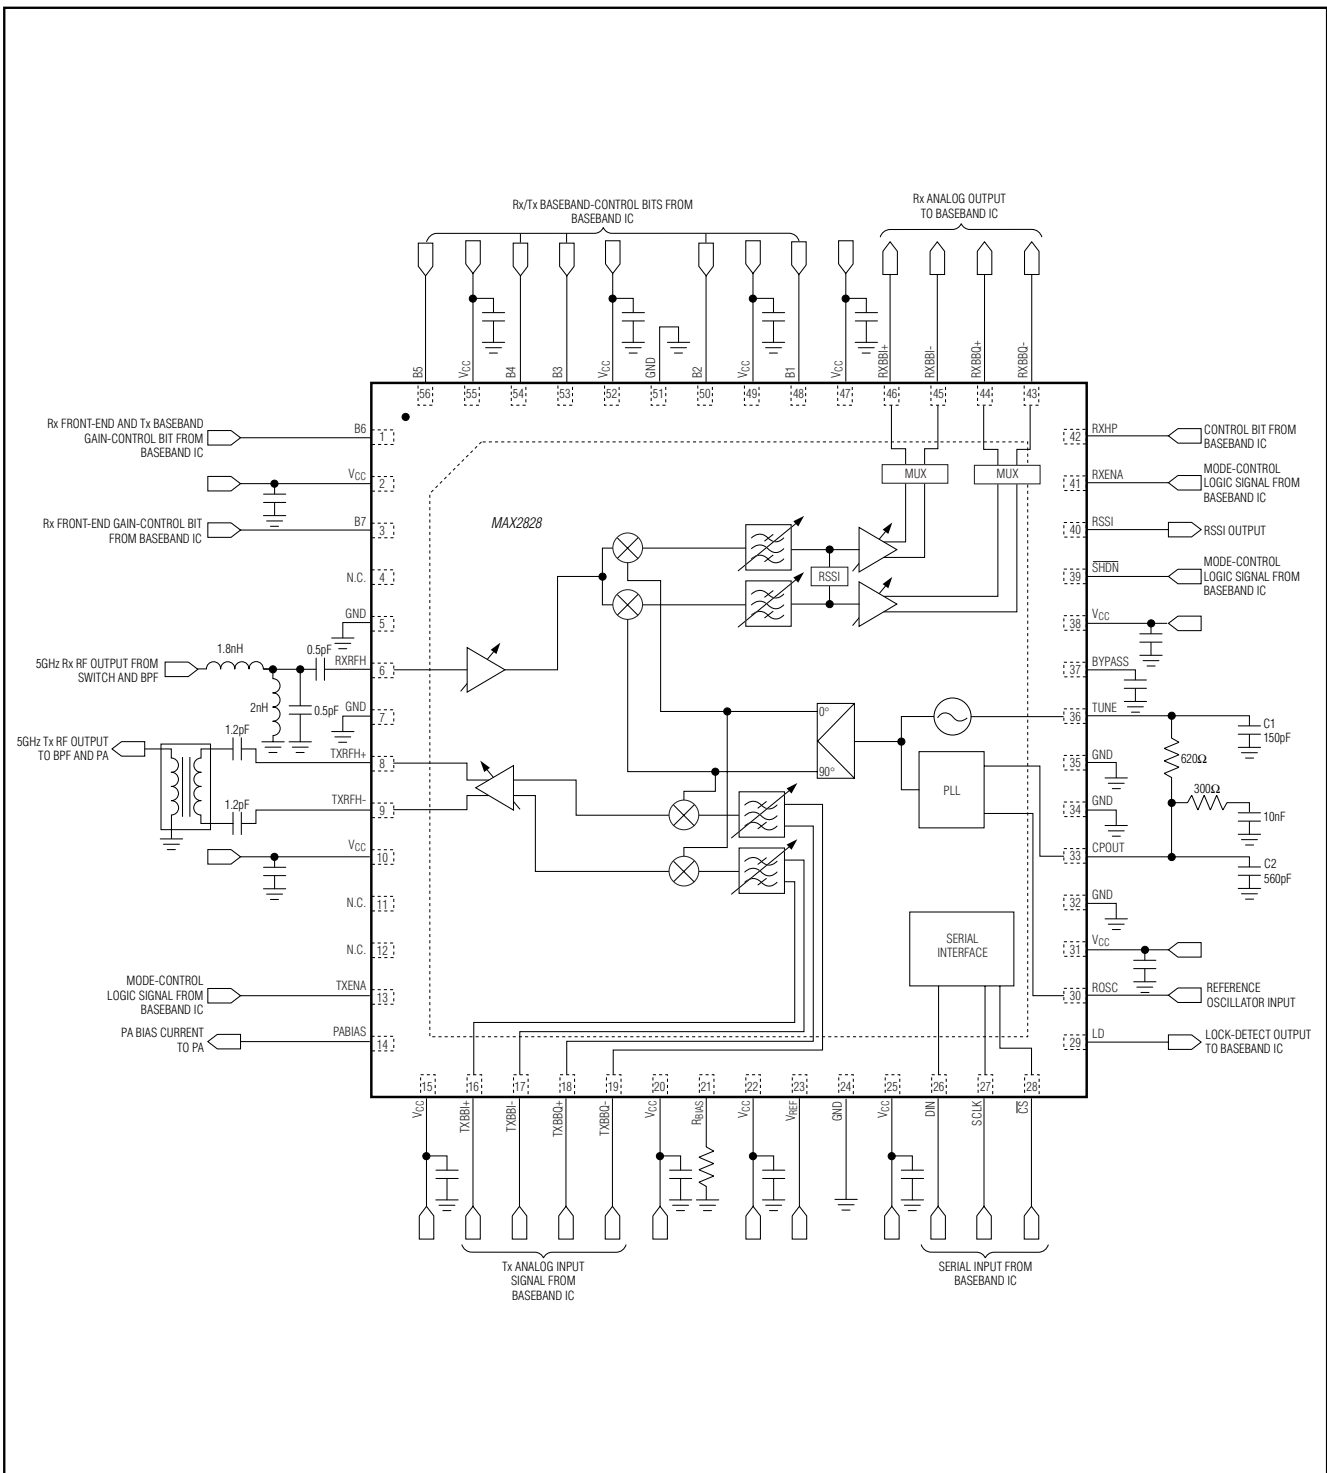 Rx/Tx BASEBAND-CONTROL BITS FROM
BASEBAND IC
Rx ANALOG OUTPUT
TO BASEBAND IC
B5
VCC
B4
B3
VCC
GND
B2
VCC
B1
VCC
RXBBI+
RXBBI-
RXBBQ+
RXBBQ-
56
55
54
53
52
51
50
49
48
47
46
45
44
43
Rx FRONT-END AND Tx BASEBAND
GAIN-CONTROL BIT FROM
BASEBAND IC
B6
1
VCC
2
Rx FRONT-END GAIN-CONTROL BIT
FROM BASEBAND IC
B7
3
N.C.
4
GND
5
5GHz Rx RF OUTPUT FROM
SWITCH AND BPF
1.8nH
0.5pF
RXRFH
6
2nH
0.5pF
GND
7
5GHz Tx RF OUTPUT
TO BPF AND PA
1.2pF
TXRFH+
8
1.2pF
TXRFH-
9
VCC
10
N.C.
11
N.C.
12
MODE-CONTROL
LOGIC SIGNAL FROM
BASEBAND IC
TXENA
13
PA BIAS CURRENT
TO PA
PABIAS
14
MAX2828
MUX
MUX
RSSI
0°
90°
PLL
SERIAL
INTERFACE
42
RXHP
CONTROL BIT FROM
BASEBAND IC
41
RXENA
MODE-CONTROL
LOGIC SIGNAL FROM
BASEBAND IC
40
RSSI
RSSI OUTPUT
39
SHDN
MODE-CONTROL
LOGIC SIGNAL FROM
BASEBAND IC
38
VCC
37
BYPASS
36
TUNE
C1
150pF
620Ω
35
GND
300Ω
34
GND
10nF
33
CPOUT
C2
560pF
32
GND
31
VCC
30
ROSC
REFERENCE
OSCILLATOR INPUT
29
LD
LOCK-DETECT OUTPUT
TO BASEBAND IC
15
16
17
18
19
20
21
22
23
24
25
26
27
28
VCC
TXBBI+
TXBBI-
TXBBQ+
TXBBQ-
VCC
RBIAS
VCC
VREF
GND
VCC
DIN
SCLK
CS
Tx ANALOG INPUT
SIGNAL FROM
BASEBAND IC
SERIAL INPUT FROM
BASEBAND IC